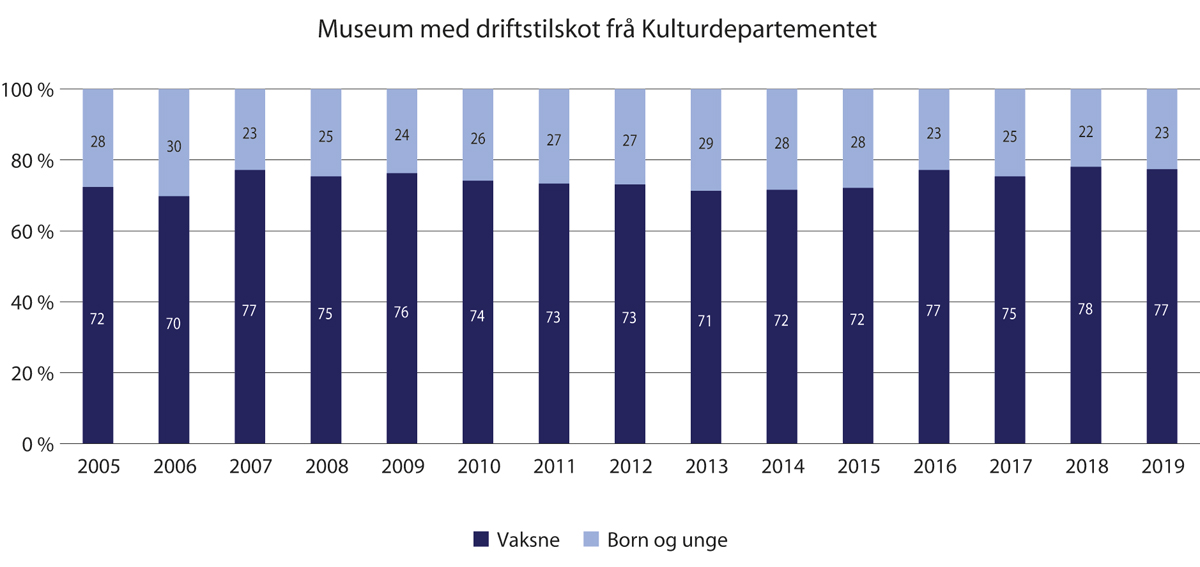 Museum med driftstilskot frå Kulturdepartementet
100 %
80 %
60 %
40 %
20 %
0 %
28 30 23 25 24 26 27 27 29 28 28 23 25 22 23
72 70 77 75 76 74 73 73 71 72 72 77 75 78 77
2005 2006 2007 2008 2009 2010 2011 2012 2013 2014 2015 2016 2017 2018 2019
Vaksne Born og unge